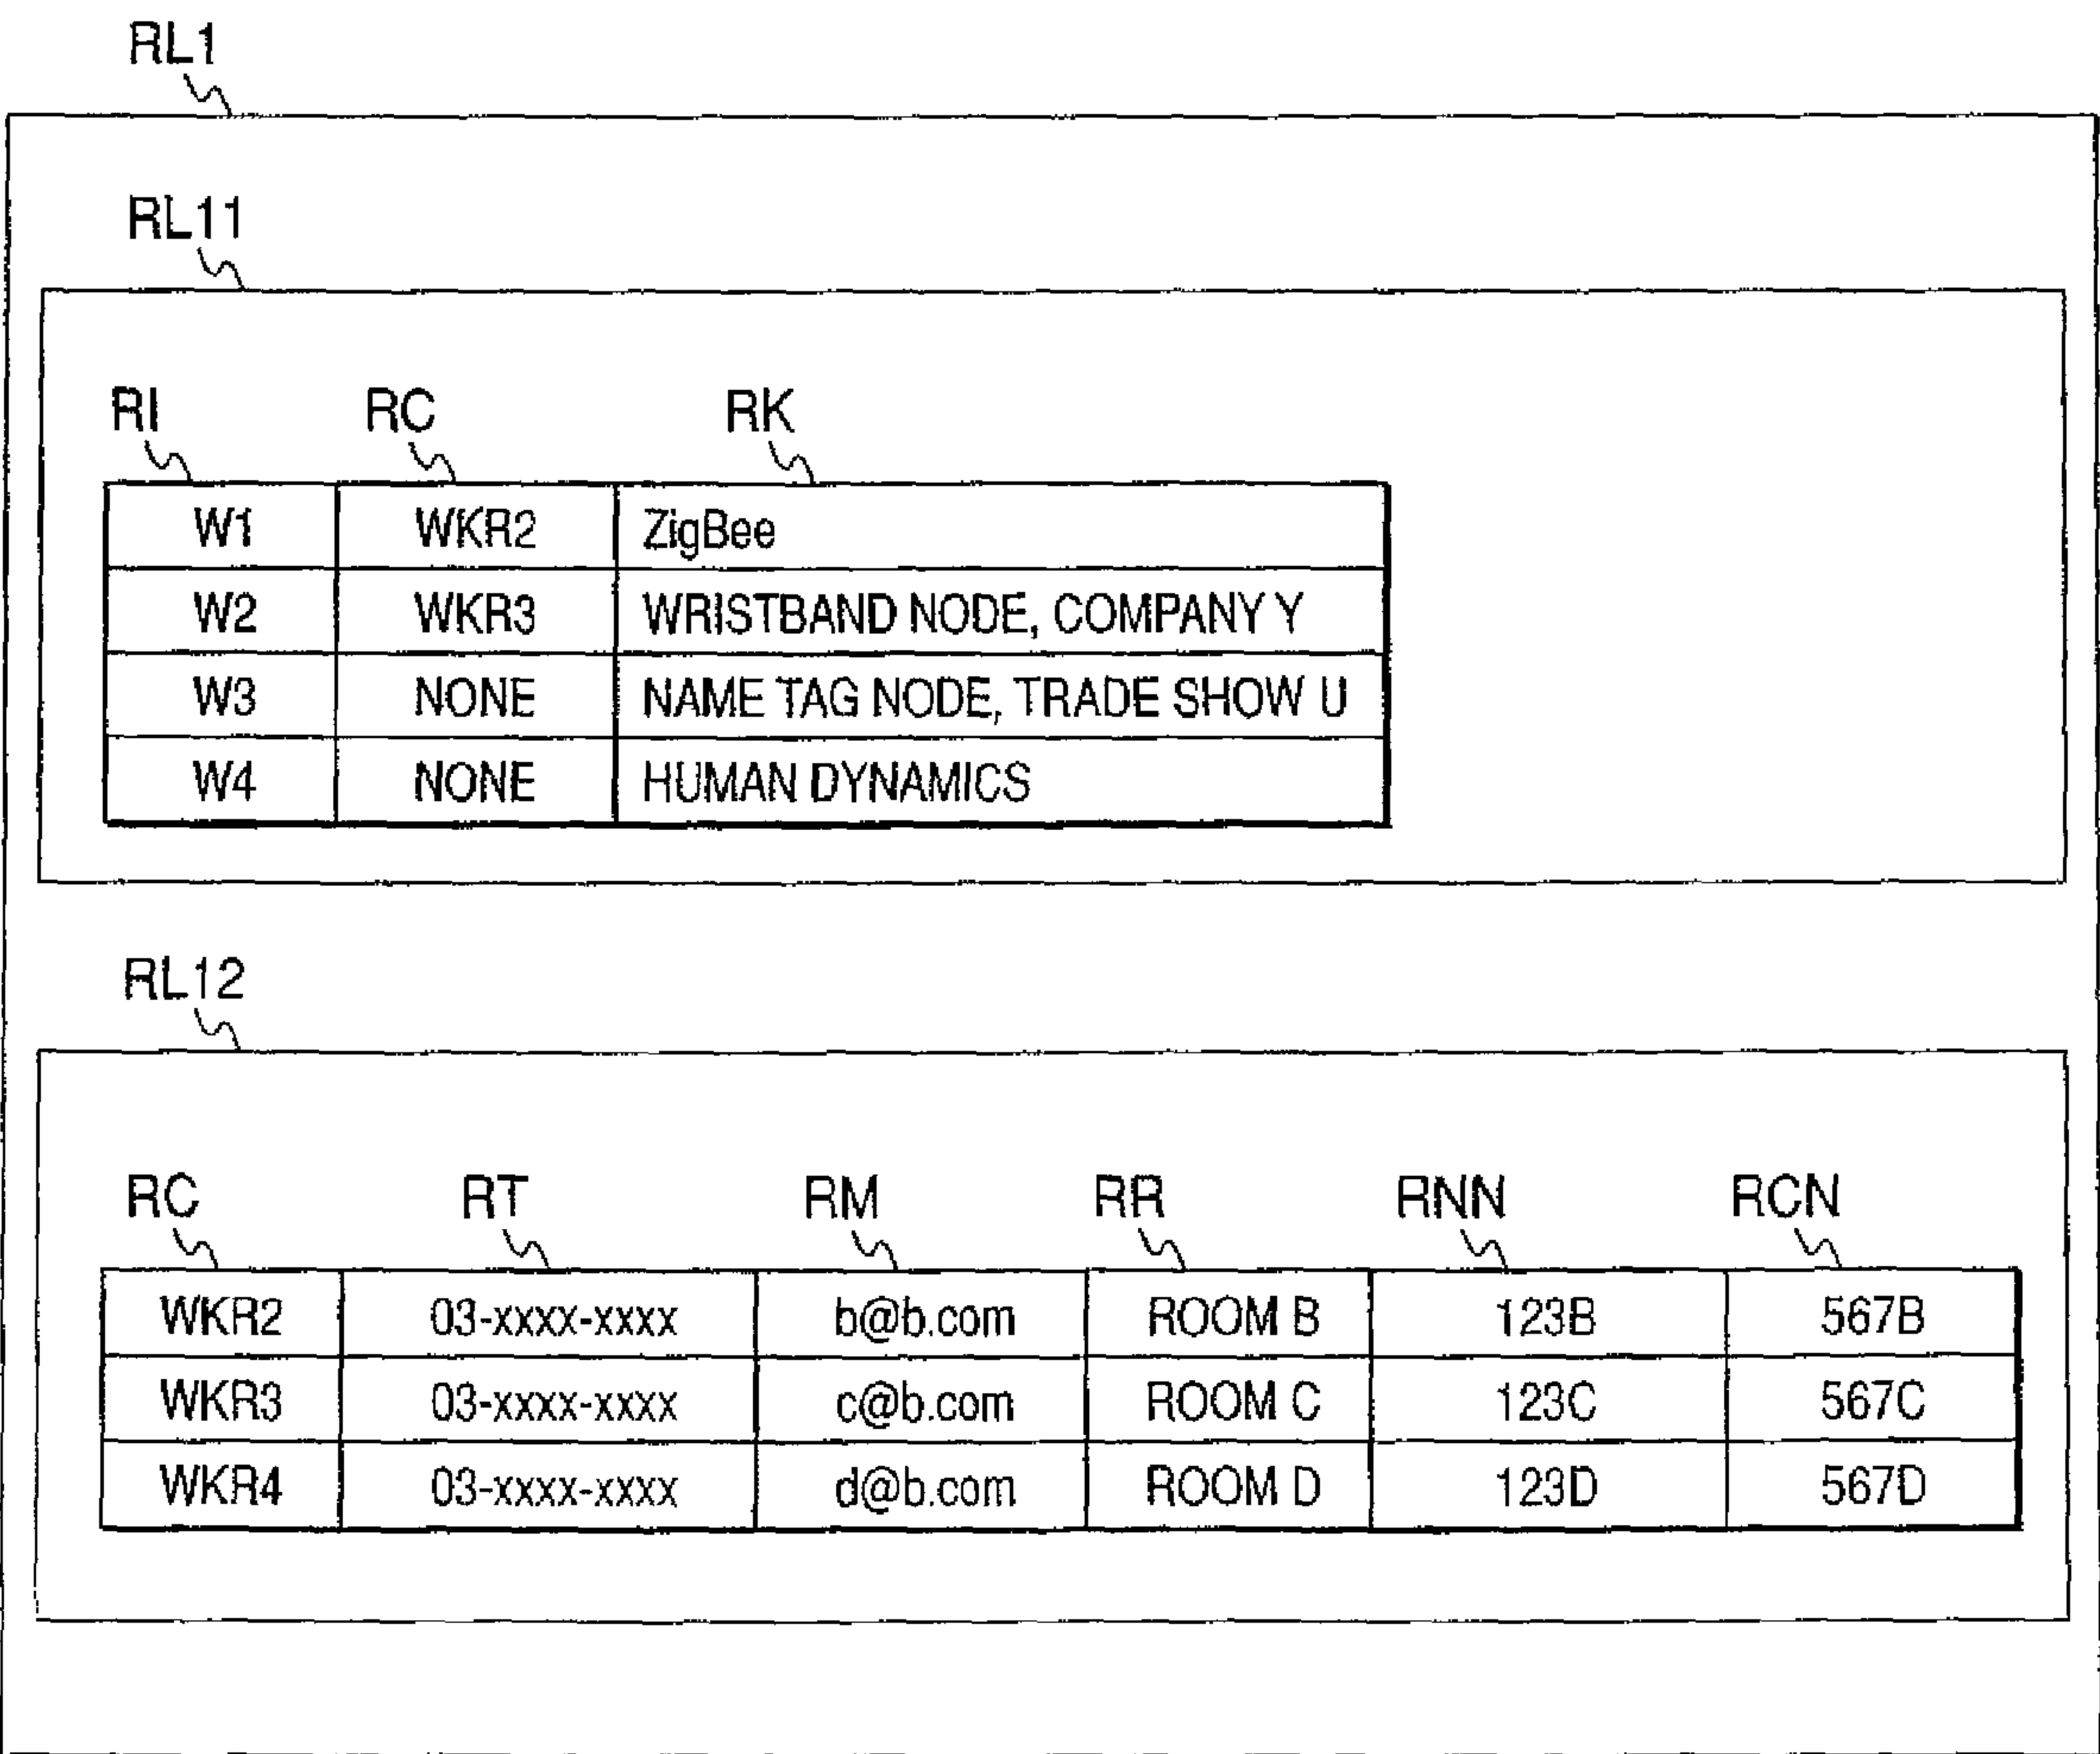 RL1
RL11
RI RC RK
W1 WKR2 ZigBee
W2 WKR3 WRISTBAND NODE, COMPANY Y
W3 NONE NAME TAG NODE, TRADE SHOW U
W4 NONE HUMAN DYNAMICS
RL12
RC RT RM RR RNN RCN
WKR2 03-xxxx-xxxx b@b.com ROOM B 123B 567B
WKR3 03-xxxx-xxxx c@b.com ROOM C 123C 567C
WKR4 03-xxxx-xxxx d@b.com ROOM D 123D 567D